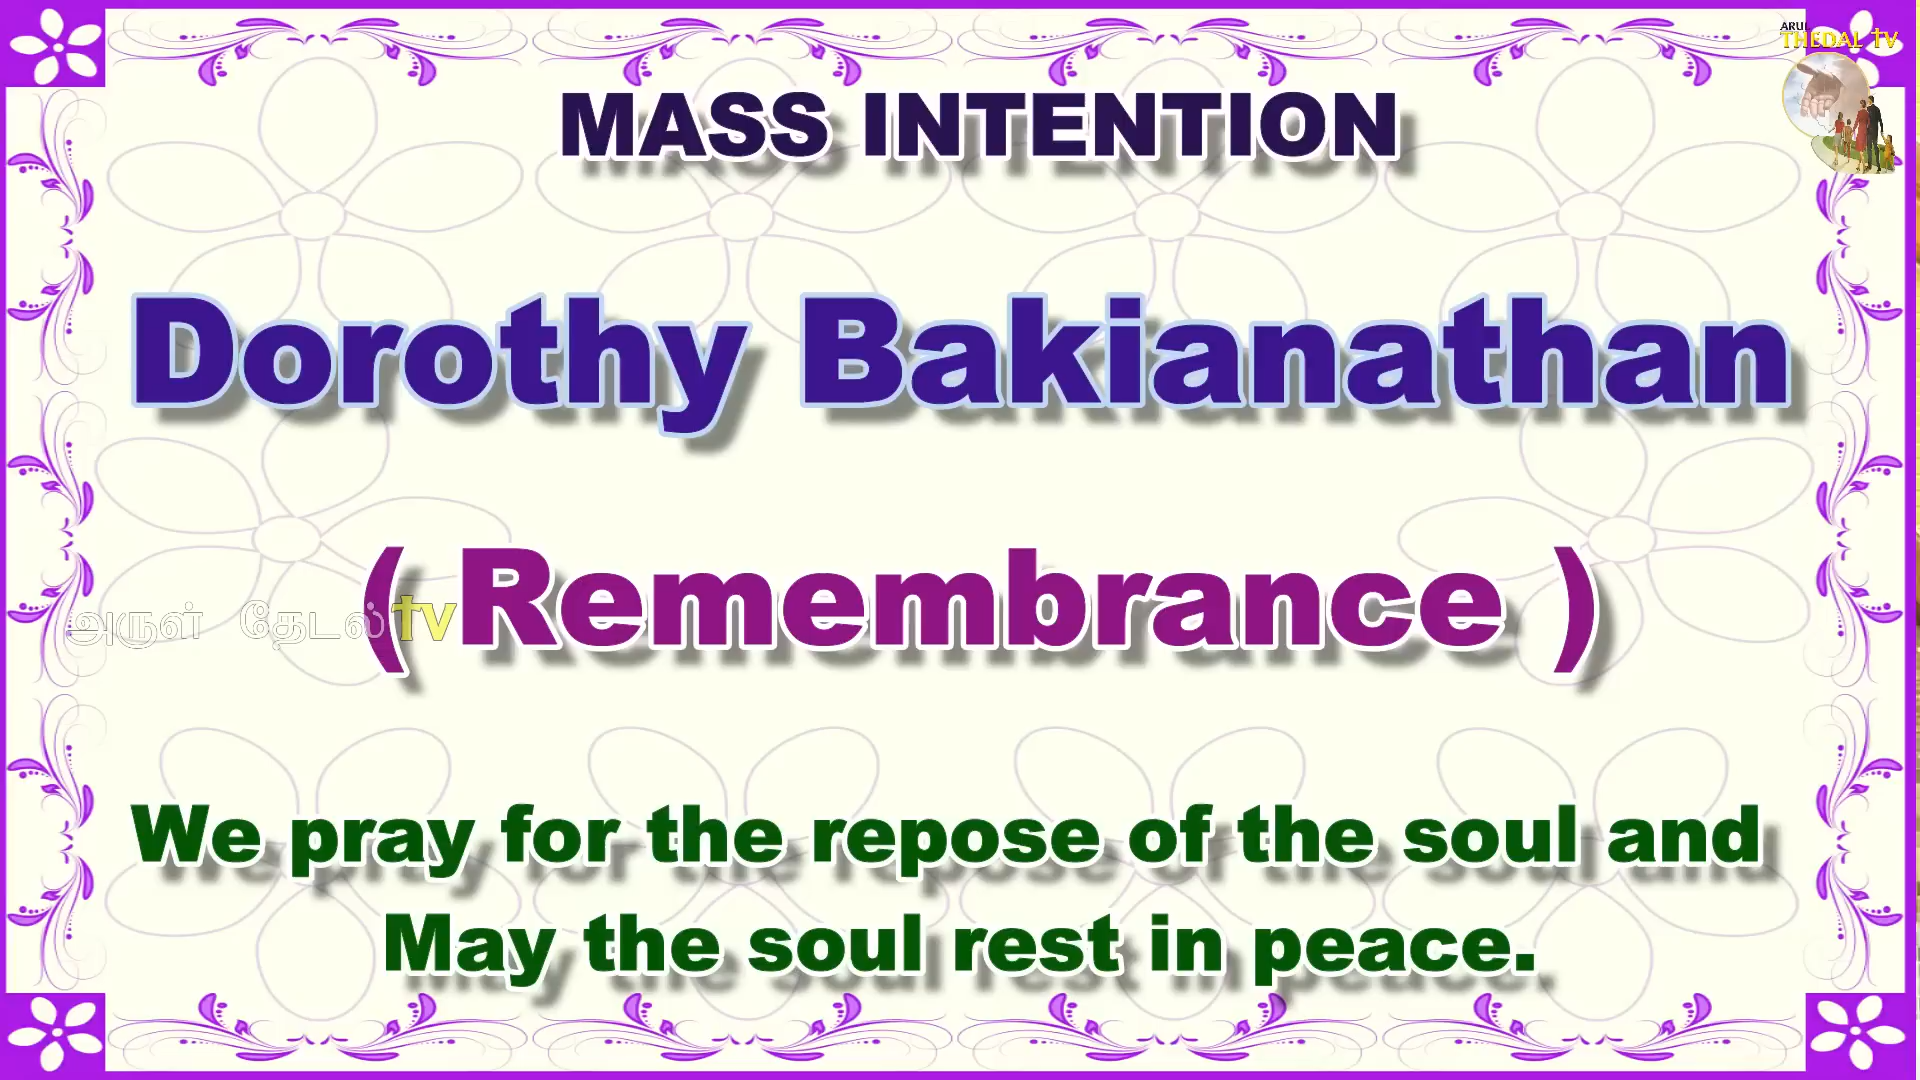 ARUL
THEDAL TV
MASS INTENTION
Dorothy Bakianathan
( Remembrance )
அருள் தேடல் tv
We pray for the repose of the soul and
May the soul rest in peace.